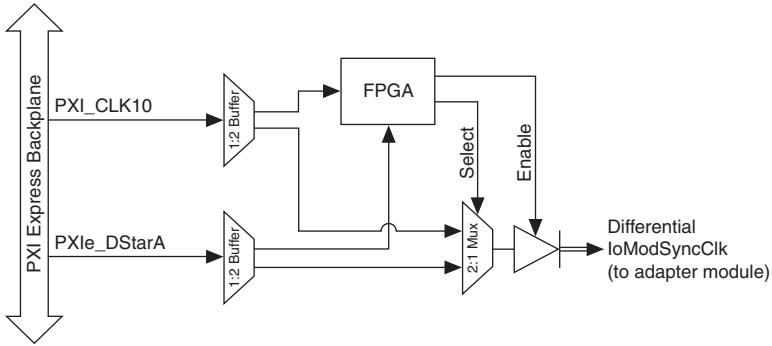 PXI Express Backplane
PXI_CLK10
1:2 Buffer
FPGA
Select
Enable
PXIe_DStarA
1:2 Buffer
2:1 Mux
Differential
IoModSyncClk
(to adapter module)